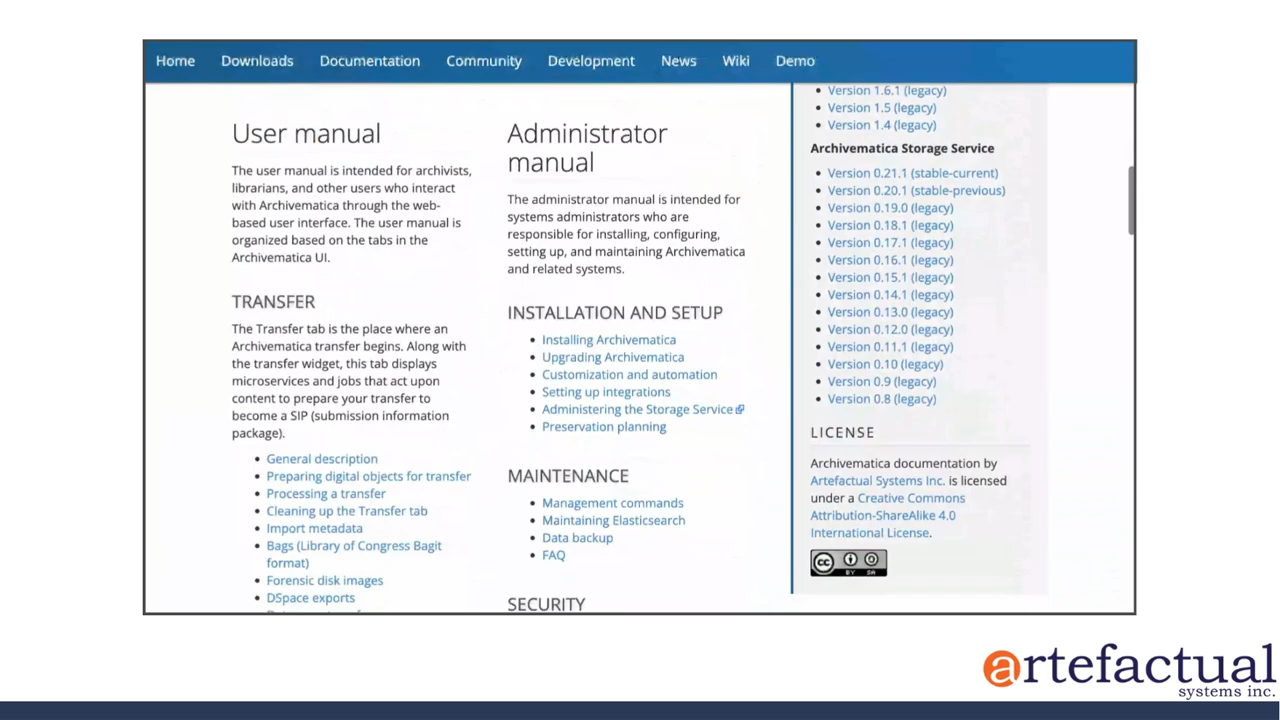 Home Downloads Documentation Community Development News Wiki Demo
User manual
The user manual is intended for archivists,
librarians, and other users who interact
with Archivematica through the web-
based user interface. The user manual is
organized based on the tabs in the
Archivematica UI.
TRANSFER
The Transfer tab is the place where an
Archivematica transfer begins. Along with
the transfer widget, this tab displays
microservices and jobs that act upon
content to prepare your transfer to
become a SIP (submission information
package).
General description
Preparing digital objects for transfer
Processing a transfer
Cleaning up the Transfer tab
Import metadata
Bags (Library of Congress Bagit
format)
Forensic disk images
DSpace exports
Administrator
manual
The administrator manual is intended for
systems administrators who are
responsible for installing, configuring,
setting up, and maintaining Archivematica
and related systems.
INSTALLATION AND SETUP
Installing Archivematica
Upgrading Archivematica
Customization and automation
Setting up integrations
Administering the Storage Service
Preservation planning
MAINTENANCE
Management commands
Maintaining Elasticsearch
Data backup
FAQ
SECURITY
Version 1.6.1 (legacy)
Version 1.5 (legacy)
Version 1.4 (legacy)
Archivematica Storage Service
Version 0.21.1 (stable-current)
Version 0.20.1 (stable-previous)
Version 0.19.0 (legacy)
Version 0.18.1 (legacy)
Version 0.17.1 (legacy)
Version 0.16.1 (legacy)
Version 0.15.1 (legacy)
Version 0.14.1 (legacy)
Version 0.13.0 (legacy)
Version 0.12.0 (legacy)
Version 0.11.1 (legacy)
Version 0.10 (legacy)
Version 0.9 (legacy)
Version 0.8 (legacy)
LICENSE
Archivematica documentation by
Artefactual Systems Inc. is licensed
under a Creative Commons
Attribution-ShareAlike 4.0
International License.
cc
BY SA
artefactual
systems inc.